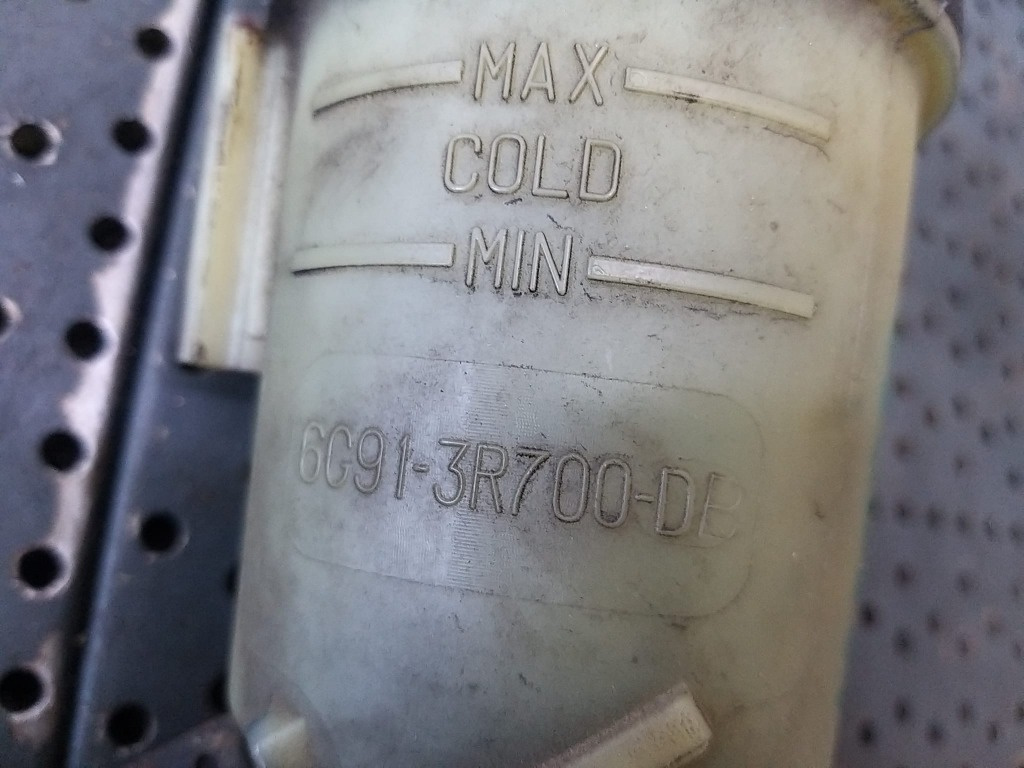 MAX
COLD
MIN
6G91-3R700-DB